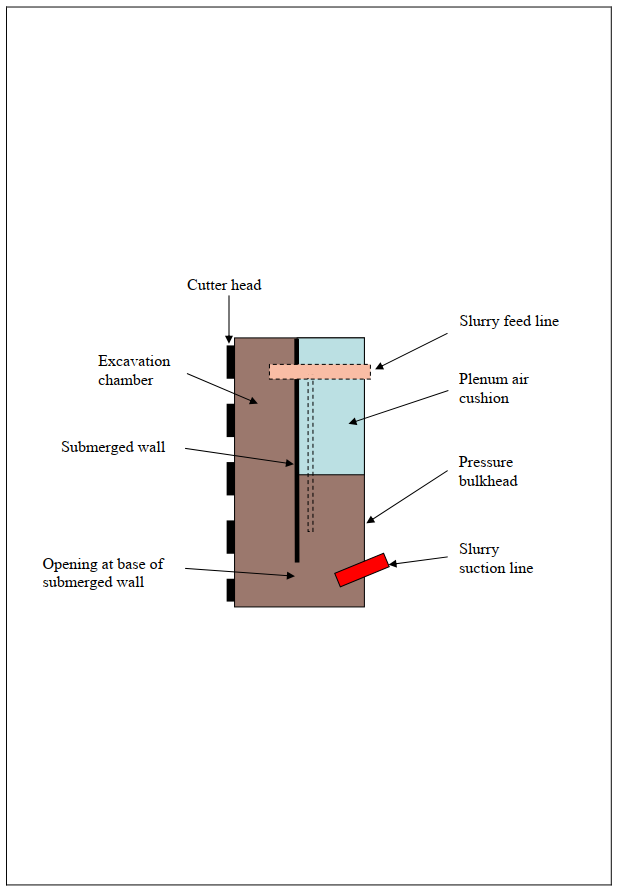 Cutter head
Slurry feed line
Excavation
chamber
Plenum air
cushion
Submerged wall
Pressure
bulkhead
Opening at base of
submerged wall
Slurry
suction line